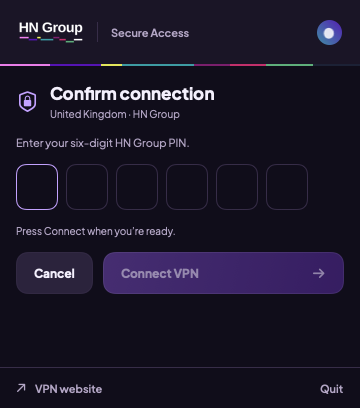 HN Group
Secure Access
Confirm connection
United Kingdom · HN Group
Enter your six-digit HN Group PIN.
Press Connect when you're ready.
Cancel
Connect VPN
VPN website
Quit